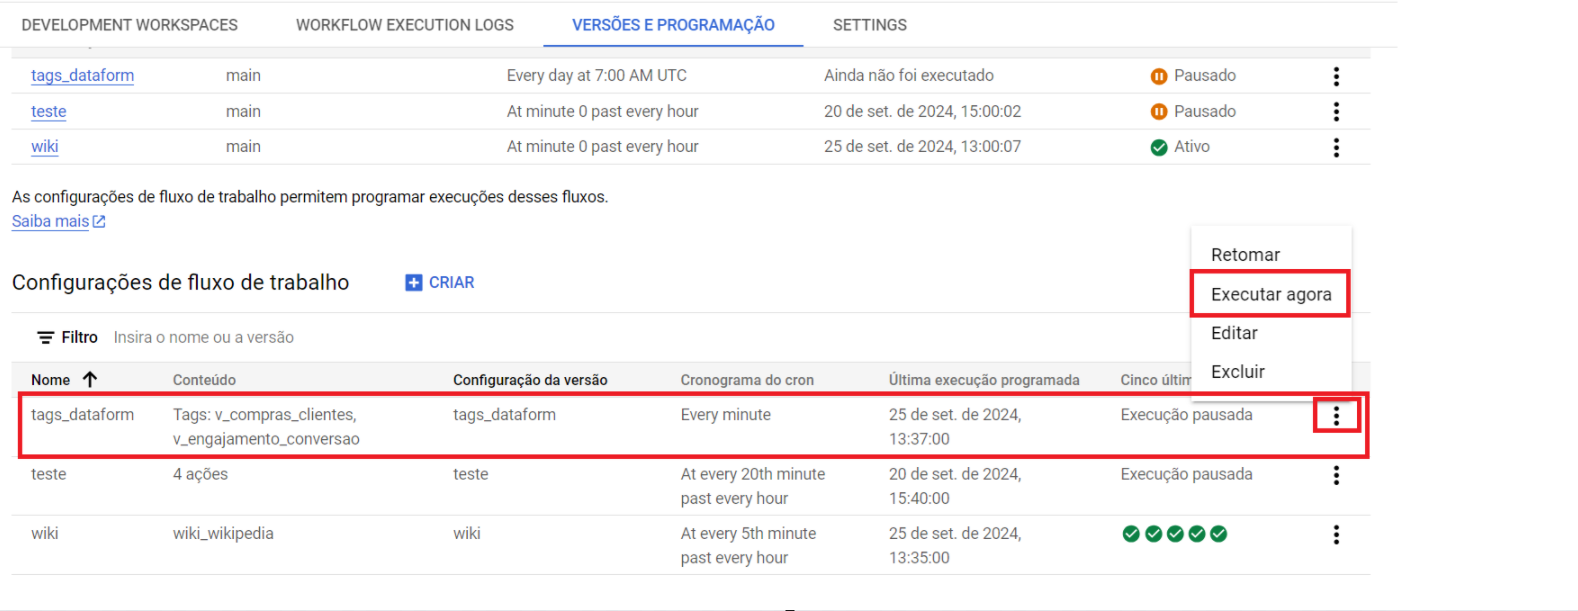 DEVELOPMENT WORKSPACES WORKFLOW EXECUTION LOGS VERSÕES E PROGRAMAÇÃO SETTINGS
tags_dataform main Every day at 7:00 AM UTC Ainda não foi executado Pausado
teste main At minute 0 past every hour 20 de set. de 2024, 15:00:02 Pausado
wiki main At minute 0 past every hour 25 de set. de 2024, 13:00:07 Ativo
As configurações de fluxo de trabalho permitem programar execuções desses fluxos.
Saiba mais
Retomar
Configurações de fluxo de trabalho CRIAR
Executar agora
Filtro Insira o nome ou a versão
Editar
Excluir
Nome Conteúdo Configuração da versão Cronograma do cron Última execução programada Cinco últim
tags_dataform Tags: v_compras_clientes, tags_dataform Every minute 25 de set. de 2024, Execução pausada
v_engajamento_conversao 13:37:00
teste 4 ações teste At every 20th minute 20 de set. de 2024, Execução pausada
past every hour 15:40:00
wiki wiki_wikipedia wiki At every 5th minute 25 de set. de 2024,
past every hour 13:35:00